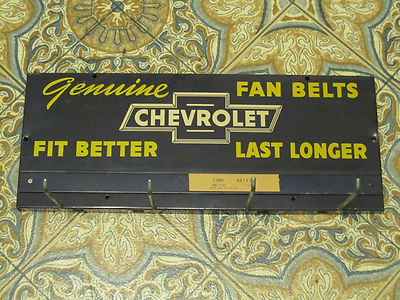 Genuine FAN BELTS
CHEVROLET
FIT BETTER LAST LONGER